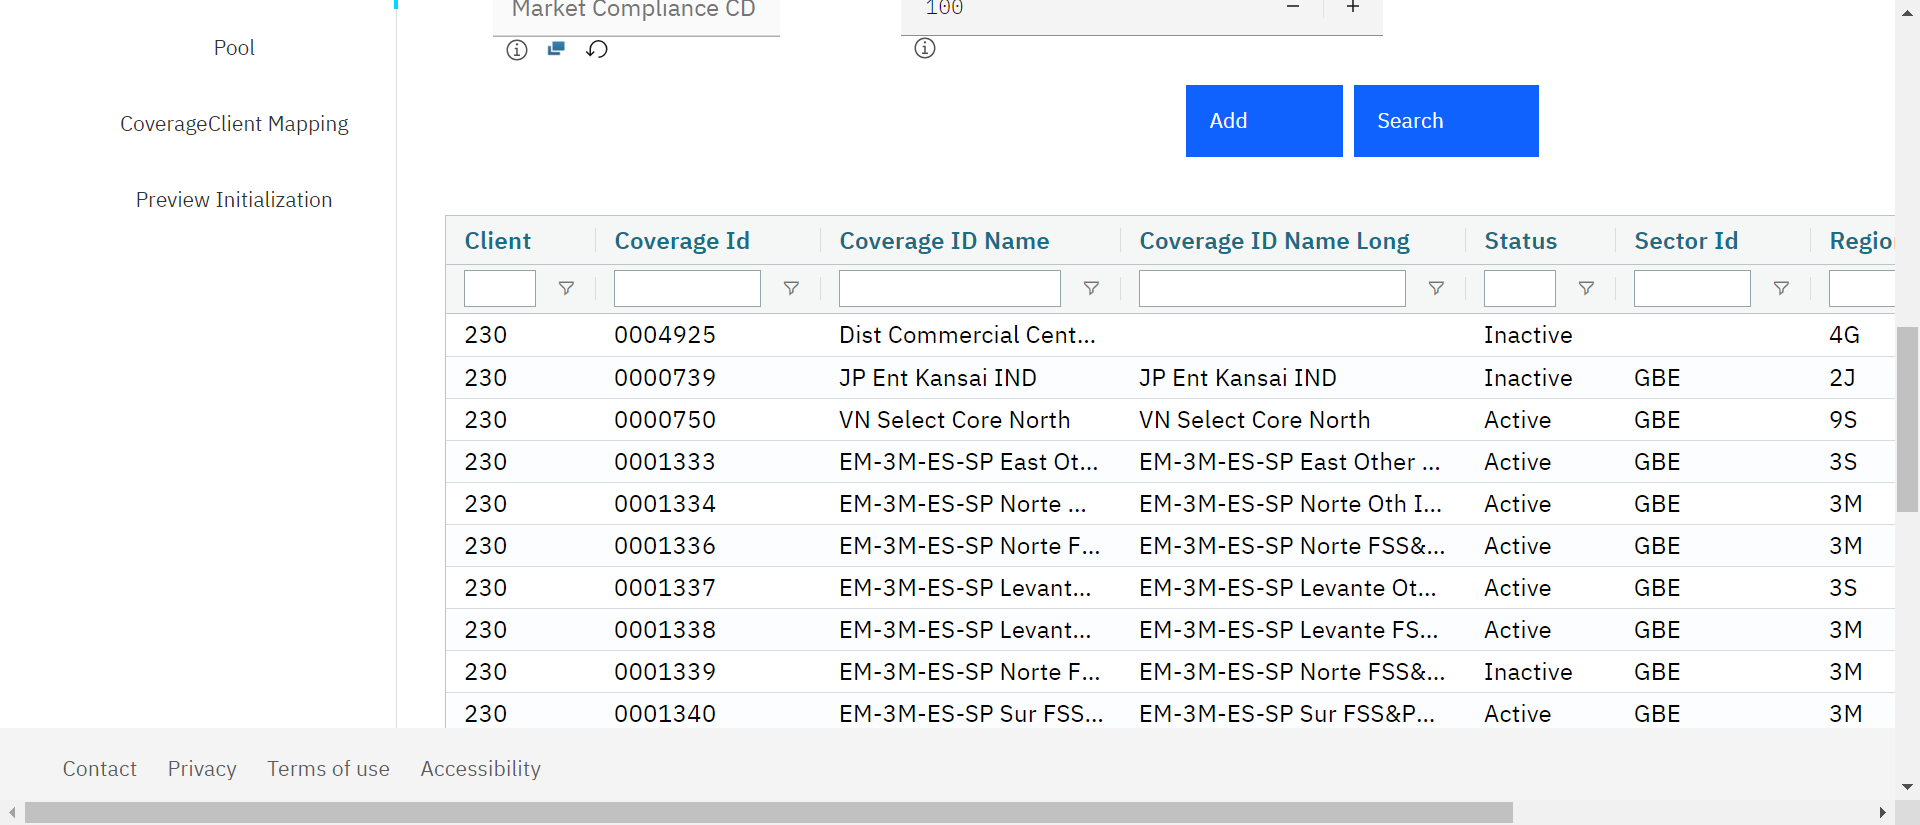 Market Compliance CD
100
Pool
CoverageClient Mapping
Preview Initialization
Add
Search
Client Coverage Id Coverage ID Name Coverage ID Name Long Status Sector Id Regio
230 0004925 Dist Commercial Cent... Inactive 4G
230 0000739 JP Ent Kansai IND JP Ent Kansai IND Inactive GBE 2J
230 0000750 VN Select Core North VN Select Core North Active GBE 9S
230 0001333 EM-3M-ES-SP East Ot... EM-3M-ES-SP East Other ... Active GBE 3S
230 0001334 EM-3M-ES-SP Norte ... EM-3M-ES-SP Norte Oth I... Active GBE 3M
230 0001336 EM-3M-ES-SP Norte F... EM-3M-ES-SP Norte FSS&... Active GBE 3M
230 0001337 EM-3M-ES-SP Levant... EM-3M-ES-SP Levante Ot... Active GBE 3S
230 0001338 EM-3M-ES-SP Levant... EM-3M-ES-SP Levante FS... Active GBE 3M
230 0001339 EM-3M-ES-SP Norte F... EM-3M-ES-SP Norte FSS&... Inactive GBE 3M
230 0001340 EM-3M-ES-SP Sur FSS... EM-3M-ES-SP Sur FSS&P... Active GBE 3M
Contact Privacy Terms of use Accessibility